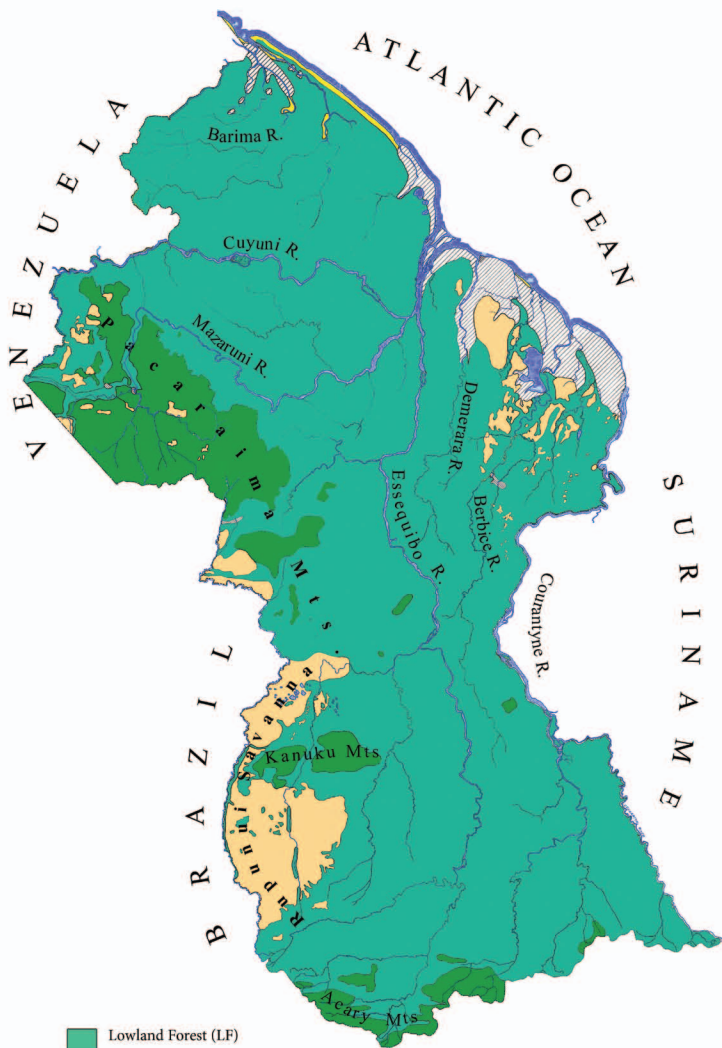 ATLANTIC OCEAN
VENEZUELA
Barima R.
Cuyuni R.
Mazaruni R.
Pacaraima Mts.
Demerara R.
Essequibo R.
Berbice R.
Courantyne R.
SURINAME
BRAZIL
Rupununi Savanna
Kanuku Mts
Acary Mts
Lowland Forest (LF)